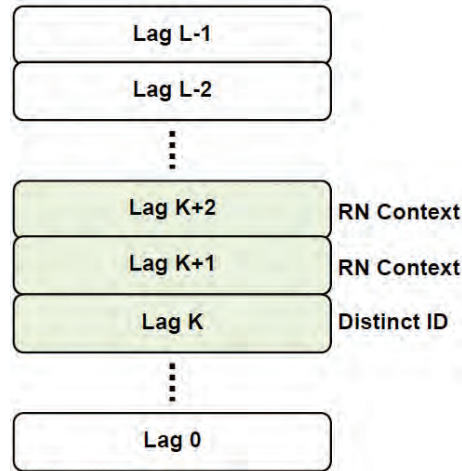 Lag L-1
Lag L-2
Lag K+2 RN Context
Lag K+1 RN Context
Lag K Distinct ID
Lag 0